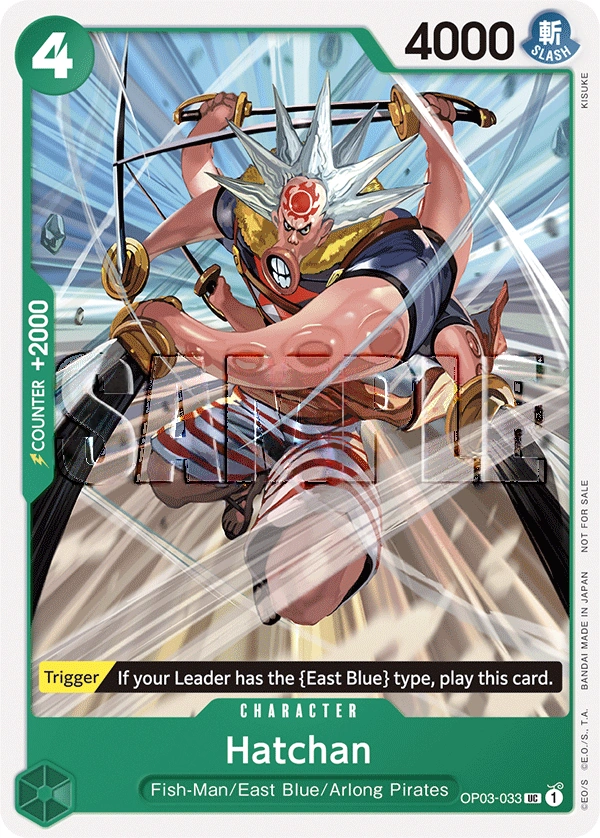 4
4000
斬
SLASH
KISUKE
COUNTER +2000
SAMPLE
BANDAI MADE IN JAPAN NOT FOR SALE
©E.O/S ©E.O./S., T.A.
Trigger If your Leader has the {East Blue} type, play this card.
CHARACTER
Hatchan
Fish-Man/East Blue/Arlong Pirates
OP03-033 UC 1